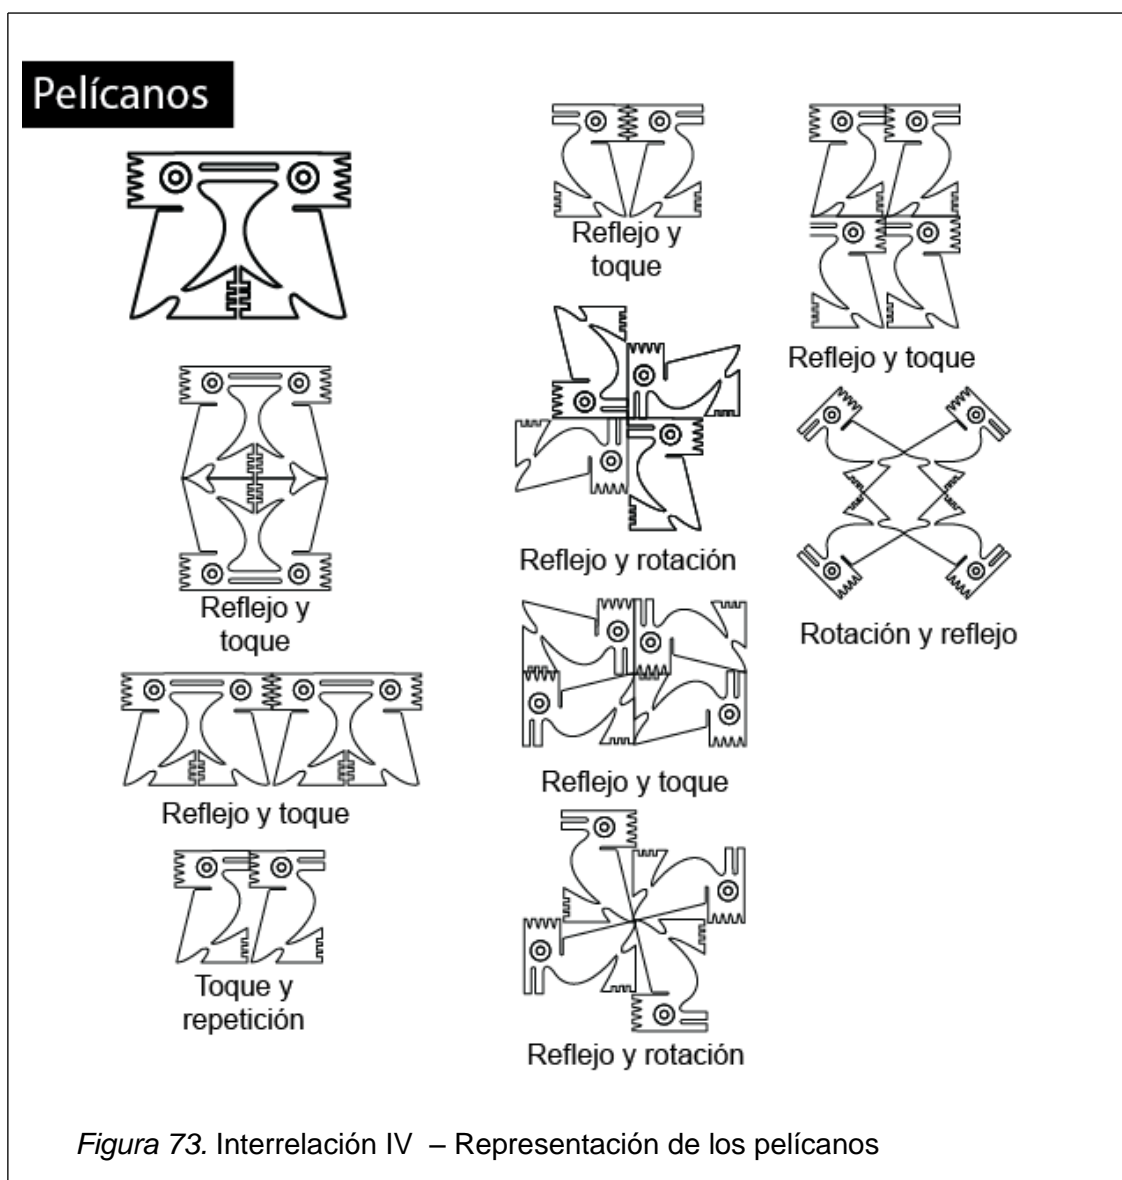 Pelícanos
Reflejo y
toque
Reflejo y toque
Toque y
repetición
Reflejo y
toque
Reflejo y rotación
Reflejo y toque
Reflejo y rotación
Reflejo y toque
Rotación y reflejo
Figura 73. Interrelación IV – Representación de los pelícanos